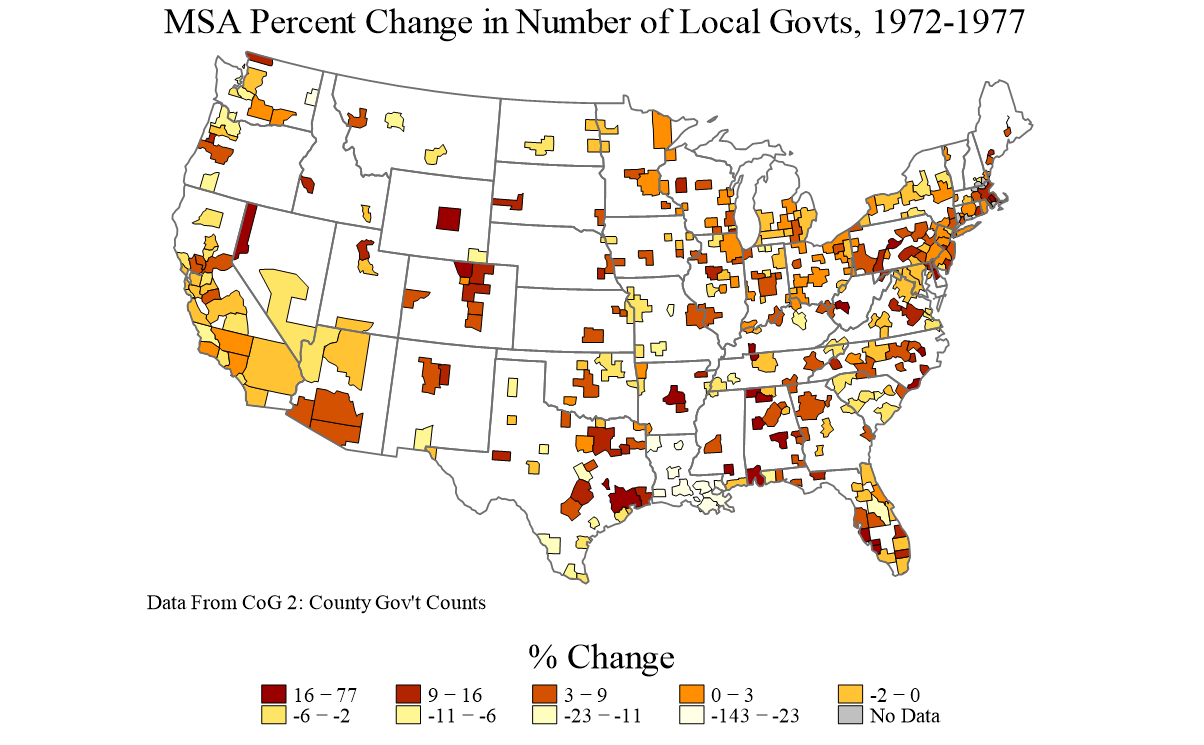 MSA Percent Change in Number of Local Govts, 1972-1977
Data From CoG 2: County Gov't Counts
% Change
16 − 77 9 − 16 3 − 9 0 − 3 -2 − 0
-6 − -2 -11 − -6 -23 − -11 -143 − -23 No Data